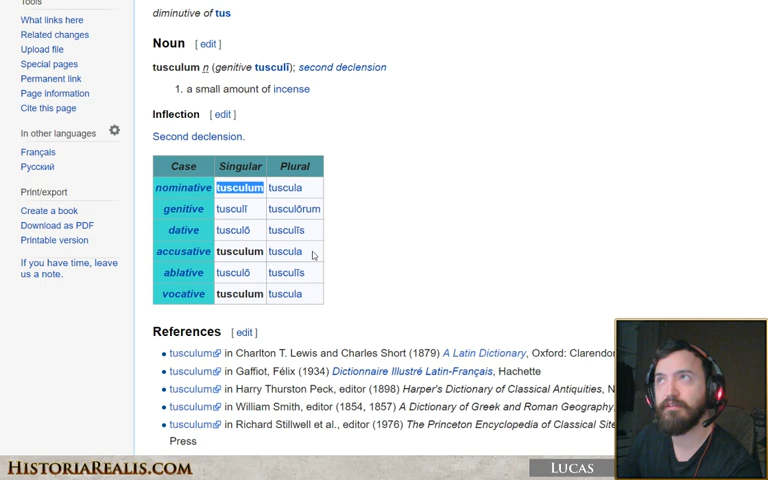 Tools
What links here
Related changes
Upload file
Special pages
Permanent link
Page information
Cite this page
In other languages
Français
Русский
Print/export
Create a book
Download as PDF
Printable version
If you have time, leave
us a note.
diminutive of tus
Noun [ edit ]
tusculum n (genitive tusculī); second declension
1. a small amount of incense
Inflection [ edit ]
Second declension.
Case Singular Plural
nominative tusculum tuscula
genitive tusculī tusculōrum
dative tusculō tusculīs
accusative tusculum tuscula
ablative tusculō tusculīs
vocative tusculum tuscula
References [ edit ]
tusculum in Charlton T. Lewis and Charles Short (1879) A Latin Dictionary, Oxford:
tusculum in Gaffiot, Félix (1934) Dictionnaire Illustré Latin-Français, Hachette
tusculum in Harry Thurston Peck, editor (1898) Harper's Dictionary of Classical Antiquities,
tusculum in William Smith, editor (1854, 1857) A Dictionary of Greek and Roman Geography
tusculum in Richard Stillwell et al., editor (1976) The Princeton Encyclopedia of Classical
Press
HISTORIAREALIS.COM
LUCAS